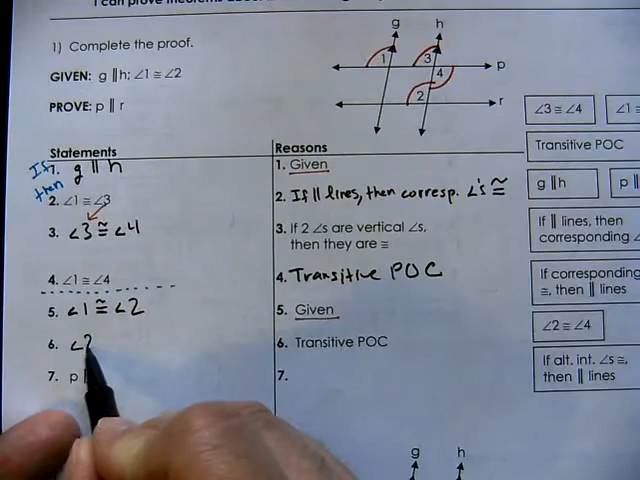 I can prove theorems about
1) Complete the proof.
GIVEN: g ∥ h; ∠1 ≅ ∠2
PROVE: p ∥ r
g h
1 3 p
4
2 r
Statements Reasons
If 1. g ∥ h 1. Given
then 2. ∠1 ≅ ∠3 2. If ∥ lines, then corresp. ∠'s ≅
3. ∠3 ≅ ∠4 3. If 2 ∠s are vertical ∠s,
then they are ≅
4. ∠1 ≅ ∠4 4. Transitive POC
5. ∠1 ≅ ∠2 5. Given
6. ∠2 6. Transitive POC
7. p 7.
∠3 ≅ ∠4 ∠1 ≅
Transitive POC
g ∥ h p ∥
If ∥ lines, then
corresponding ∠
If corresponding
≅, then ∥ lines
∠2 ≅ ∠4
If alt. int. ∠s ≅,
then ∥ lines
g h